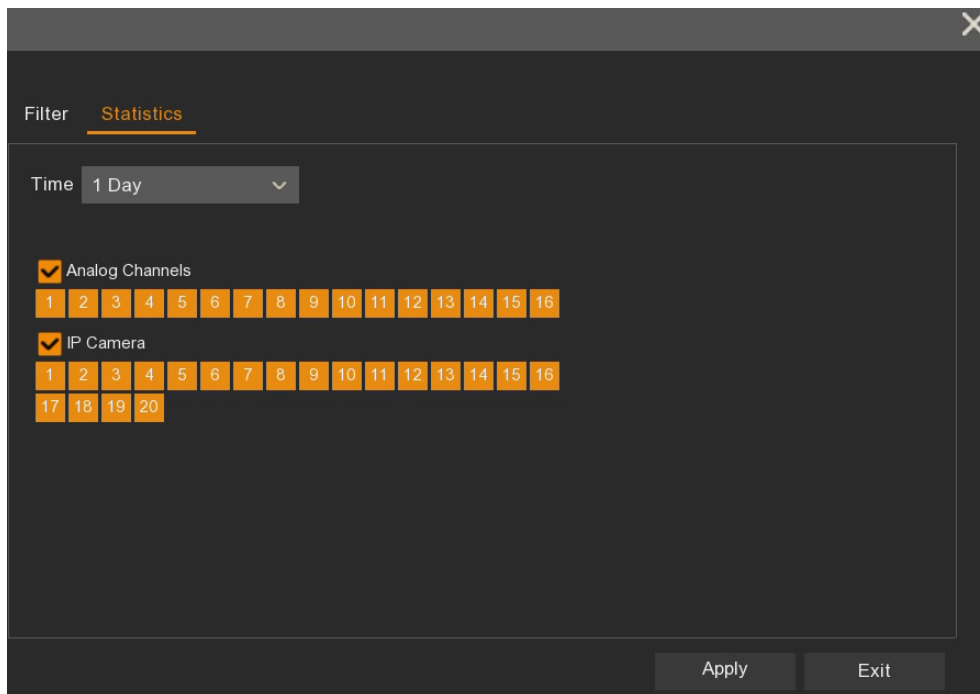 Filter Statistics
Time 1 Day
Analog Channels
1 2 3 4 5 6 7 8 9 10 11 12 13 14 15 16
IP Camera
1 2 3 4 5 6 7 8 9 10 11 12 13 14 15 16
17 18 19 20
Apply Exit